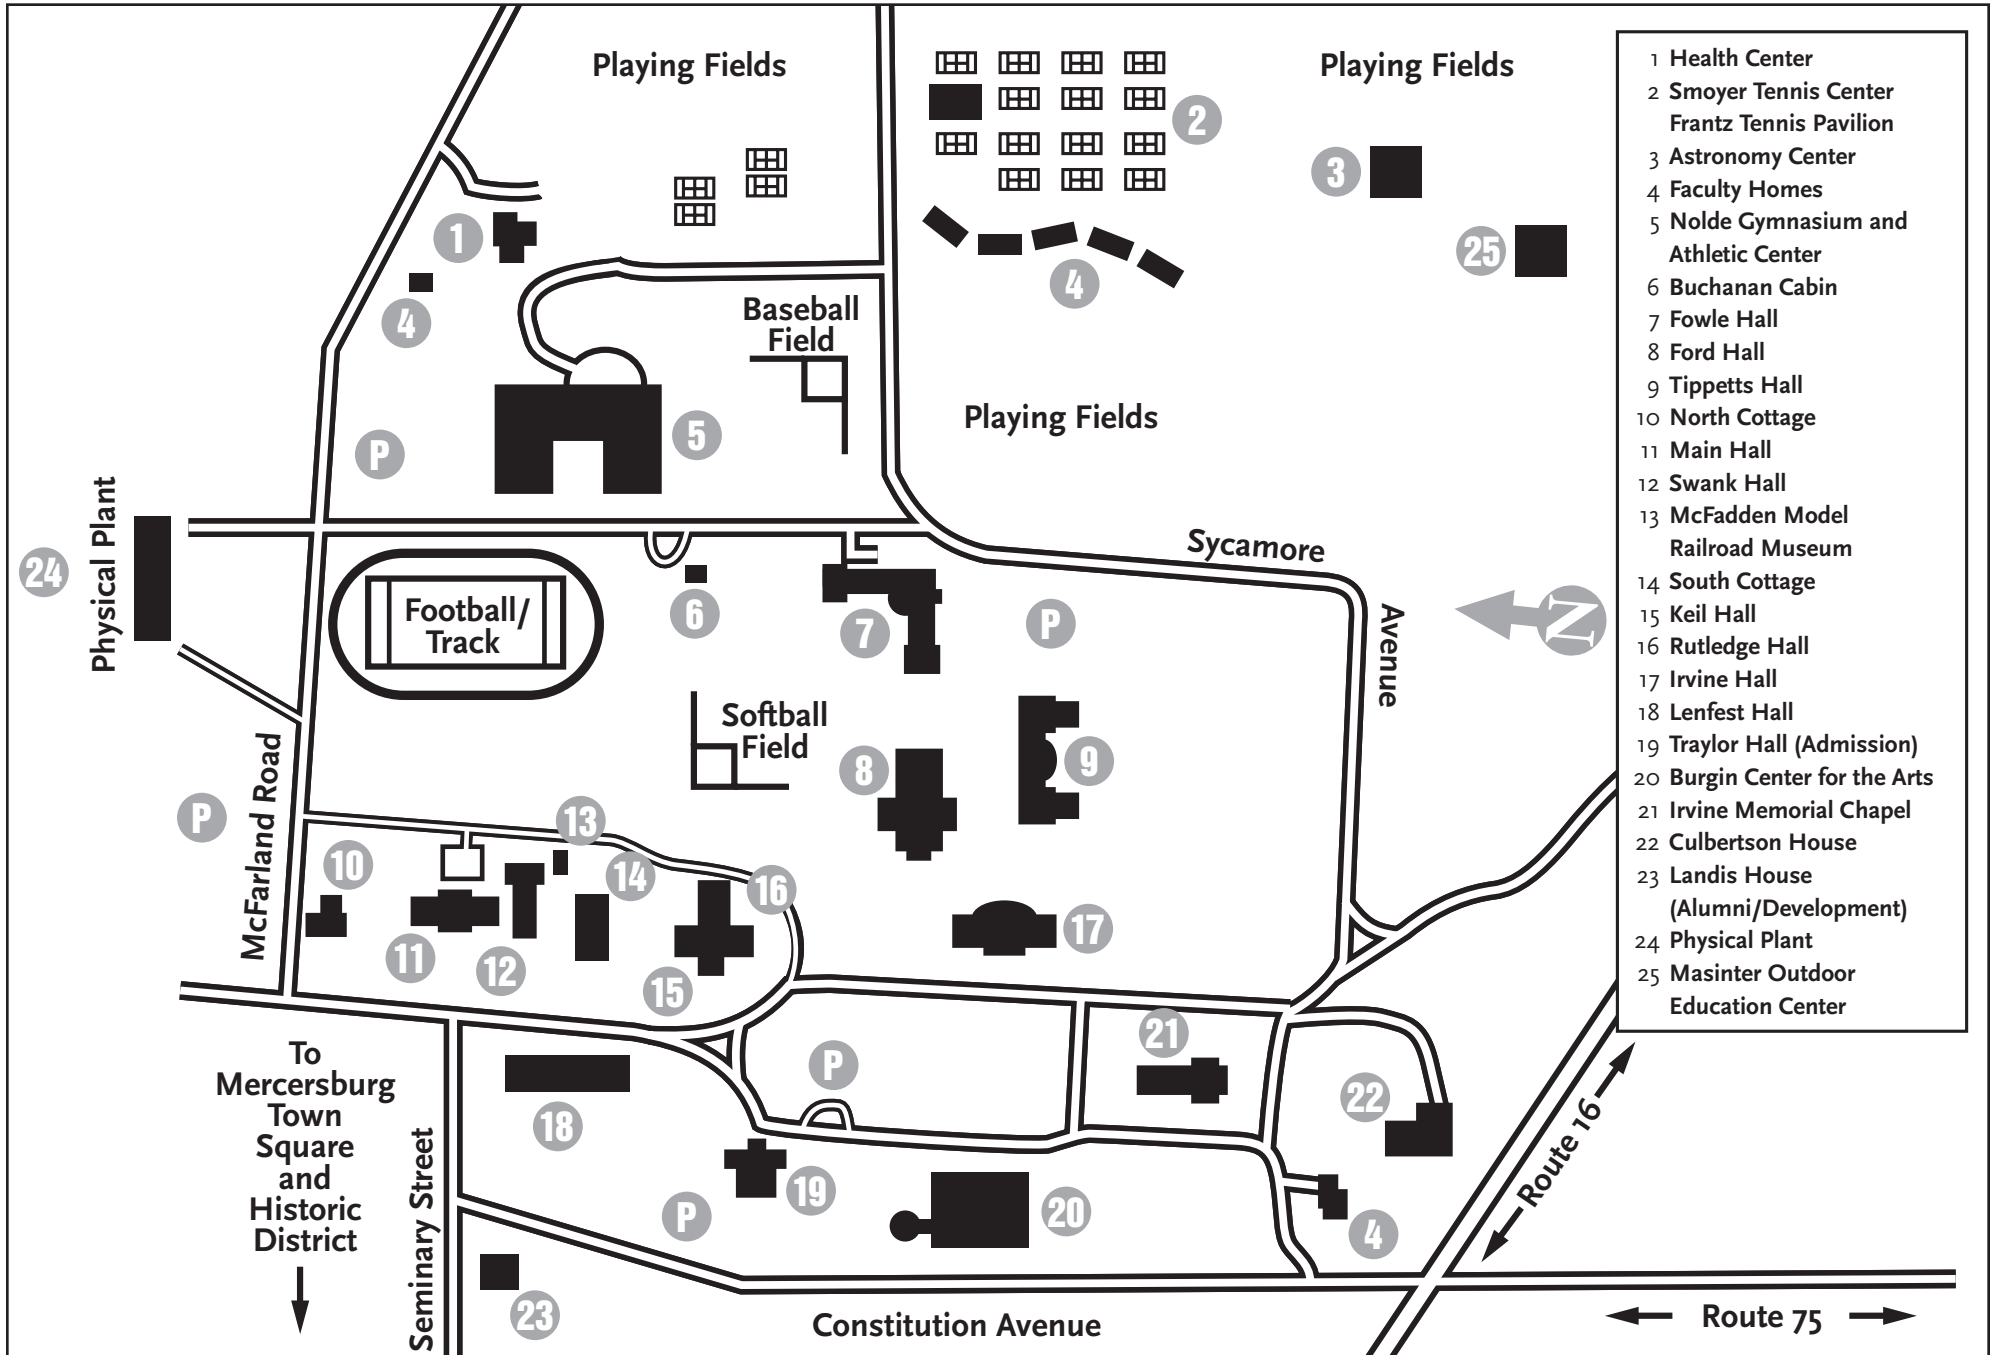 Playing Fields
Playing Fields
2
3
1
25
4
4
Baseball
Field
Playing Fields
5
P
Physical Plant
24
Sycamore
Avenue
N
Football/
Track
6
7
P
Softball
Field
8
9
McFarland Road
P
13
10
14
16
11
12
15
17
21
To
Mercersburg
Town
Square
and
Historic
District
P
22
18
Seminary Street
19
P
20
4
Route 16
23
Constitution Avenue
Route 75
1 Health Center
2 Smoyer Tennis Center
Frantz Tennis Pavilion
3 Astronomy Center
4 Faculty Homes
5 Nolde Gymnasium and
Athletic Center
6 Buchanan Cabin
7 Fowle Hall
8 Ford Hall
9 Tippetts Hall
10 North Cottage
11 Main Hall
12 Swank Hall
13 McFadden Model
Railroad Museum
14 South Cottage
15 Keil Hall
16 Rutledge Hall
17 Irvine Hall
18 Lenfest Hall
19 Traylor Hall (Admission)
20 Burgin Center for the Arts
21 Irvine Memorial Chapel
22 Culbertson House
23 Landis House
(Alumni/Development)
24 Physical Plant
25 Masinter Outdoor
Education Center